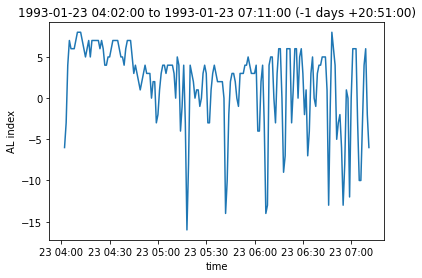 1993-01-23 04:02:00 to 1993-01-23 07:11:00 (-1 days +20:51:00)
5
0
−5
−10
−15
AL index
23 04:00 23 04:30 23 05:00 23 05:30 23 06:00 23 06:30 23 07:00
time